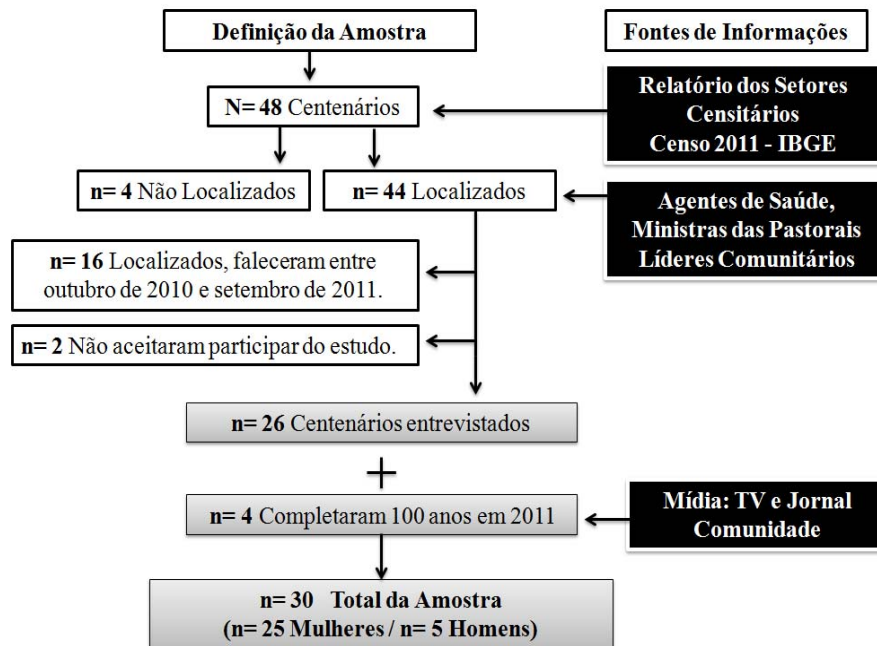 Definição da Amostra
Fontes de Informações
N= 48 Centenários
Relatório dos Setores
Censitários
Censo 2011 - IBGE
n= 4 Não Localizados
n= 44 Localizados
Agentes de Saúde,
Ministras das Pastorais
Líderes Comunitários
n= 16 Localizados, faleceram entre
outubro de 2010 e setembro de 2011.
n= 2 Não aceitaram participar do estudo.
n= 26 Centenários entrevistados
+
n= 4 Completaram 100 anos em 2011
Mídia: TV e Jornal
Comunidade
n= 30 Total da Amostra
(n= 25 Mulheres / n= 5 Homens)